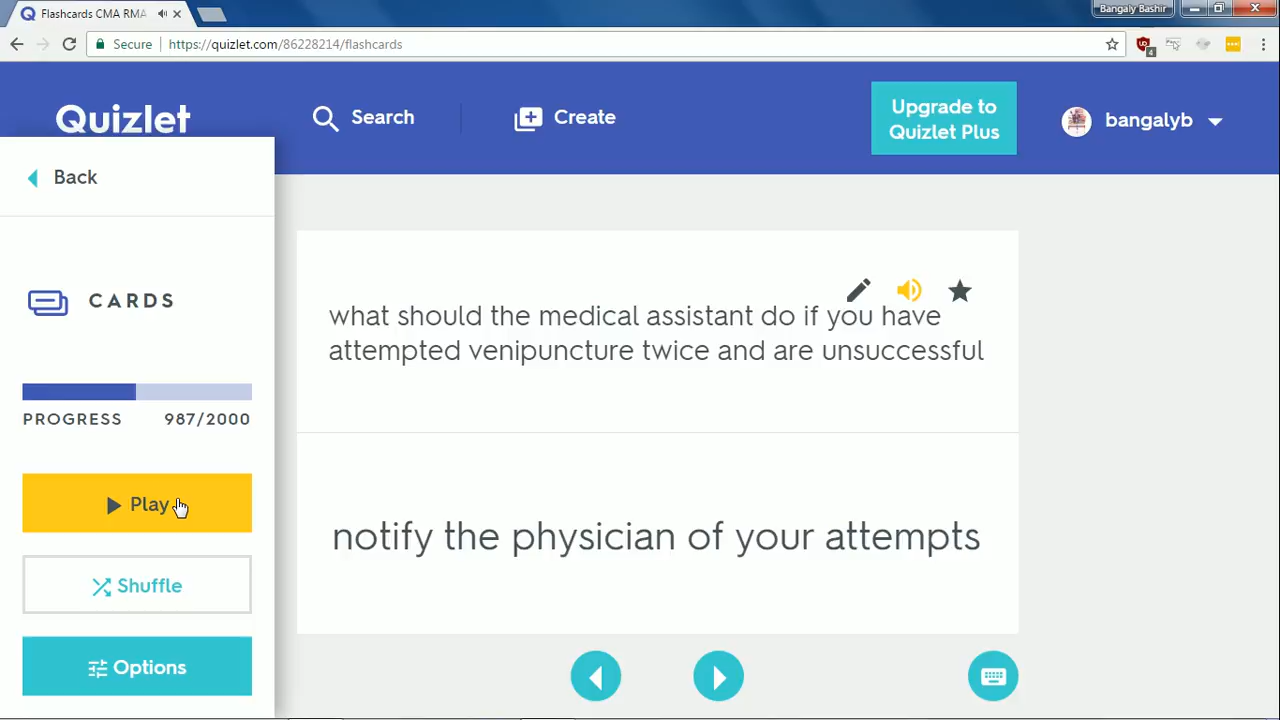 Flashcards CMA RMA
Bangaly Bashir
Secure
https://quizlet.com/86228214/flashcards
4
Quizlet
Search
Create
Upgrade to
Quizlet Plus
bangalyb
Back
CARDS
PROGRESS 987/2000
Play
Shuffle
Options
what should the medical assistant do if you have
attempted venipuncture twice and are unsuccessful
notify the physician of your attempts